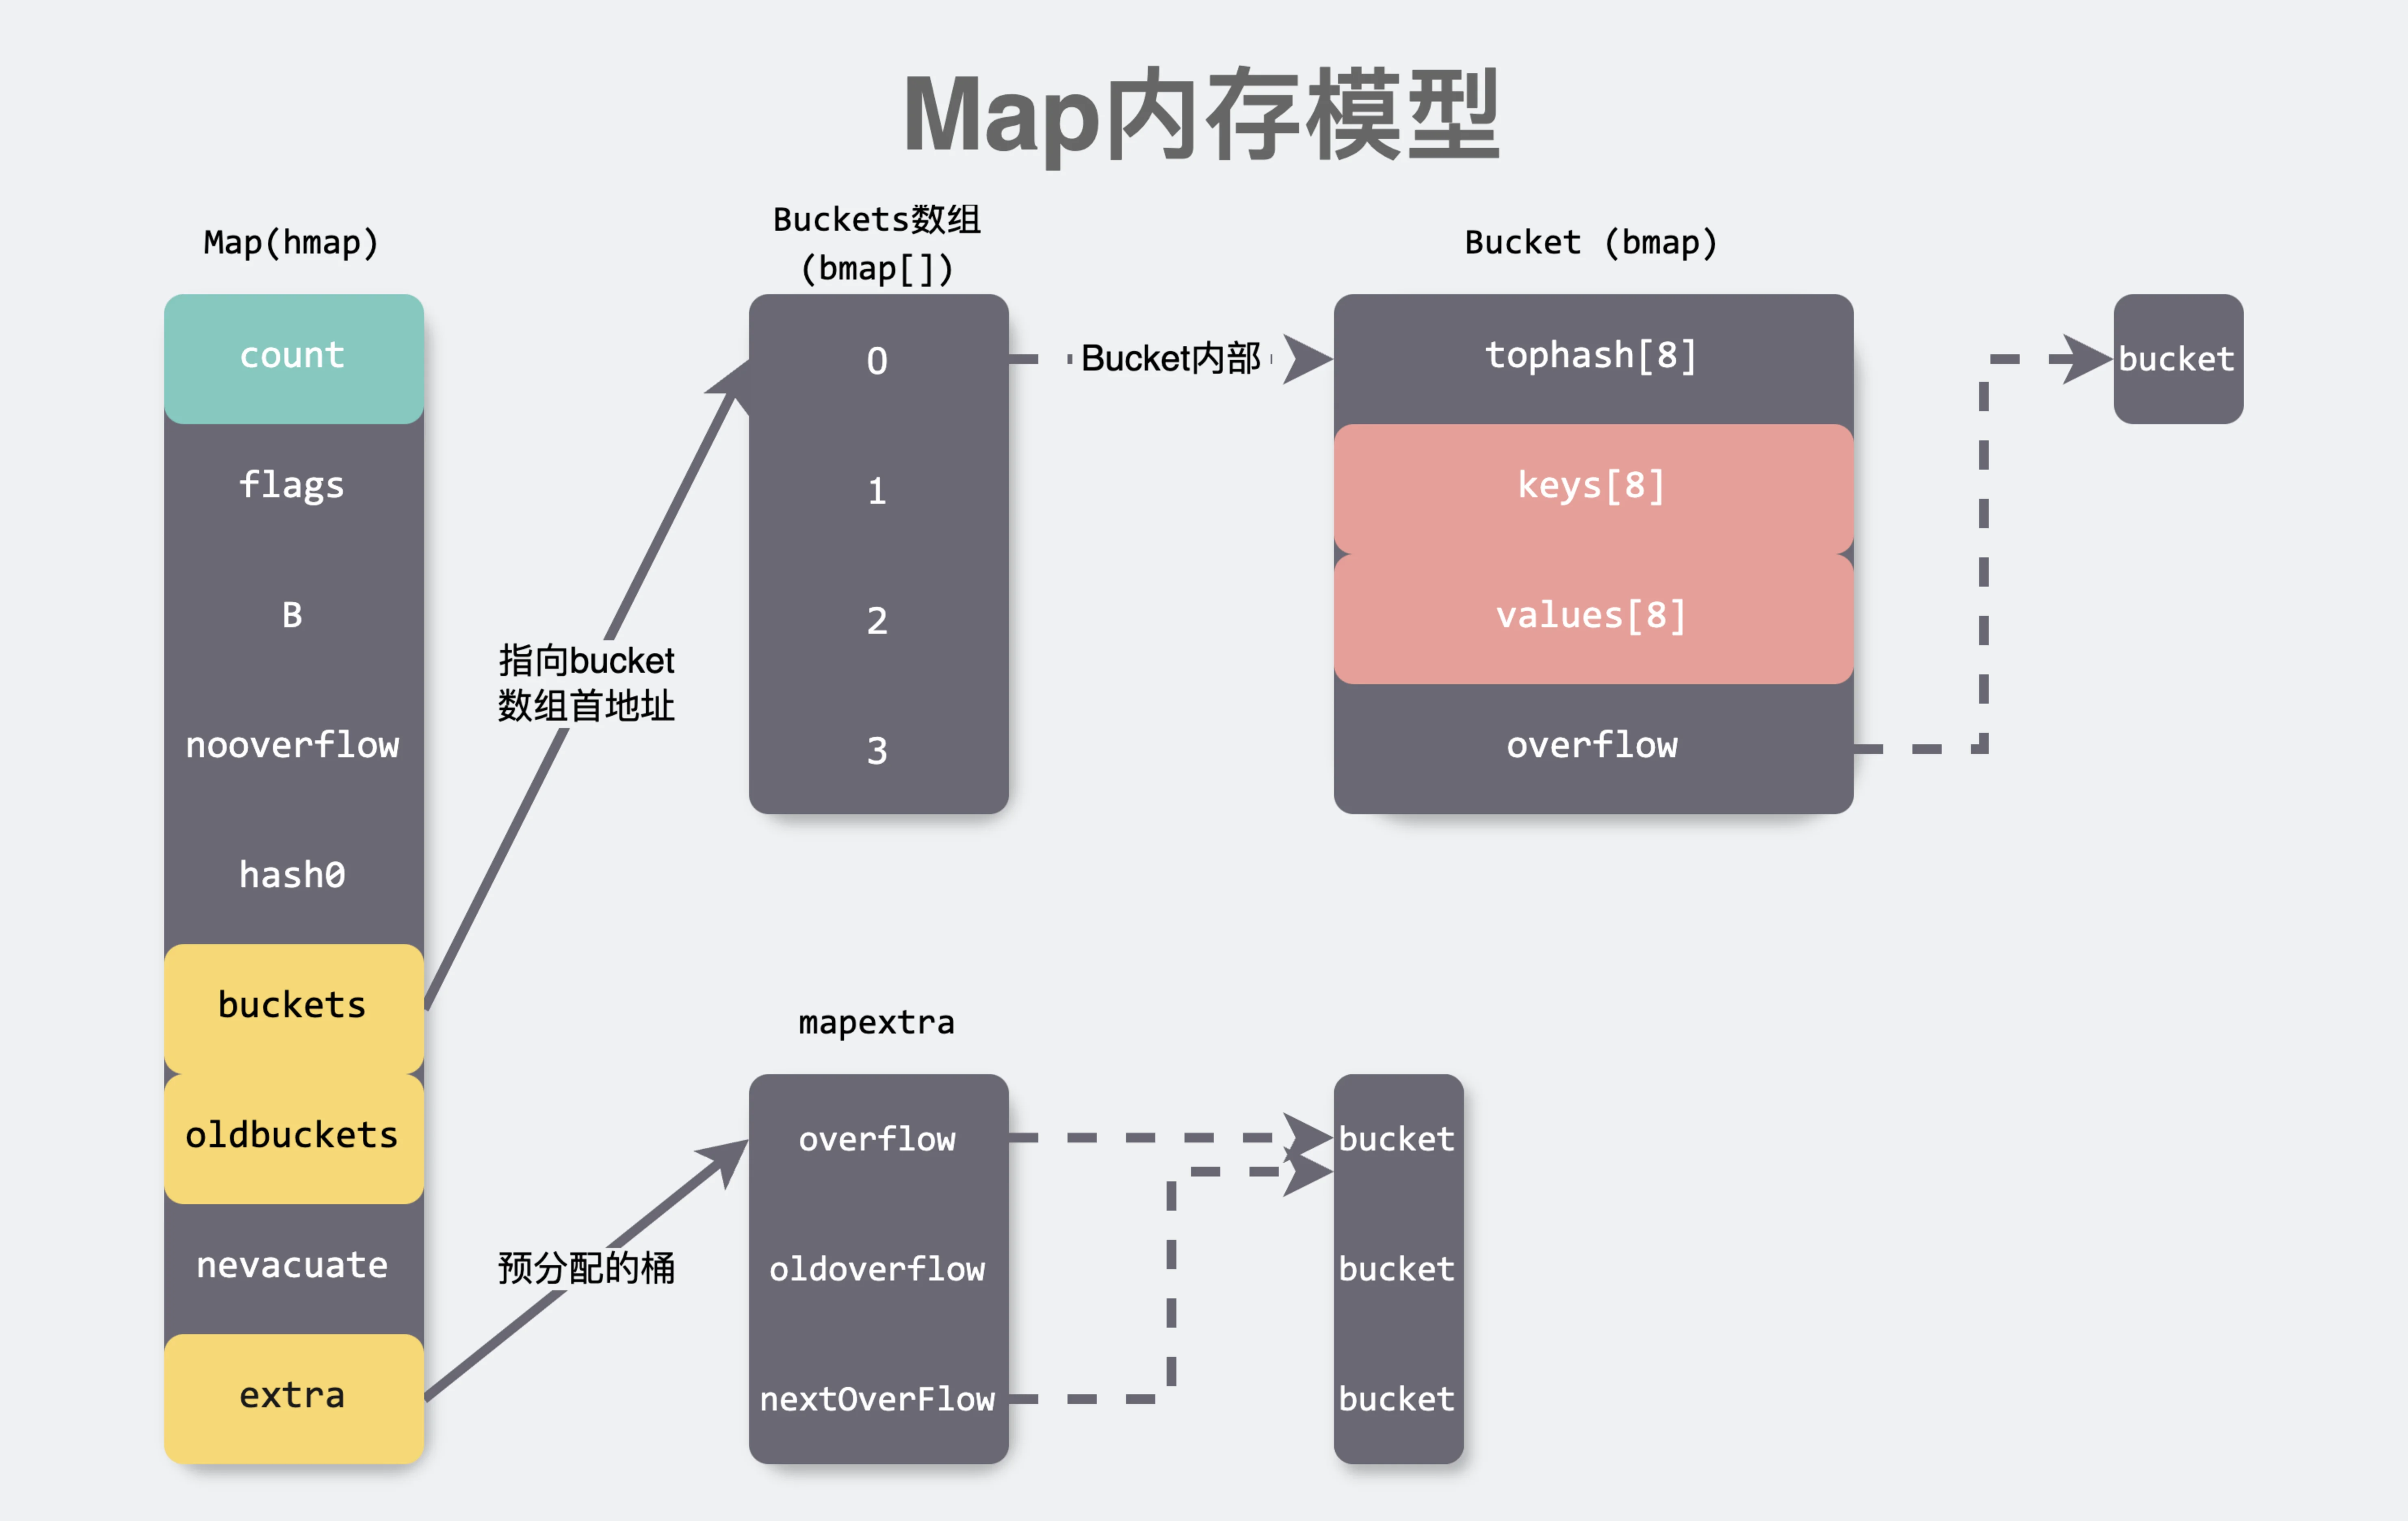 Map内存模型
Map(hmap)
count
flags
B
nooverflow
hash0
buckets
oldbuckets
nevacuate
extra
指向bucket
数组首地址
预分配的桶
Buckets数组
(bmap[])
0
1
2
3
Bucket内部
Bucket (bmap)
tophash[8]
keys[8]
values[8]
overflow
bucket
mapextra
overflow
oldoverflow
nextOverFlow
bucket
bucket
bucket